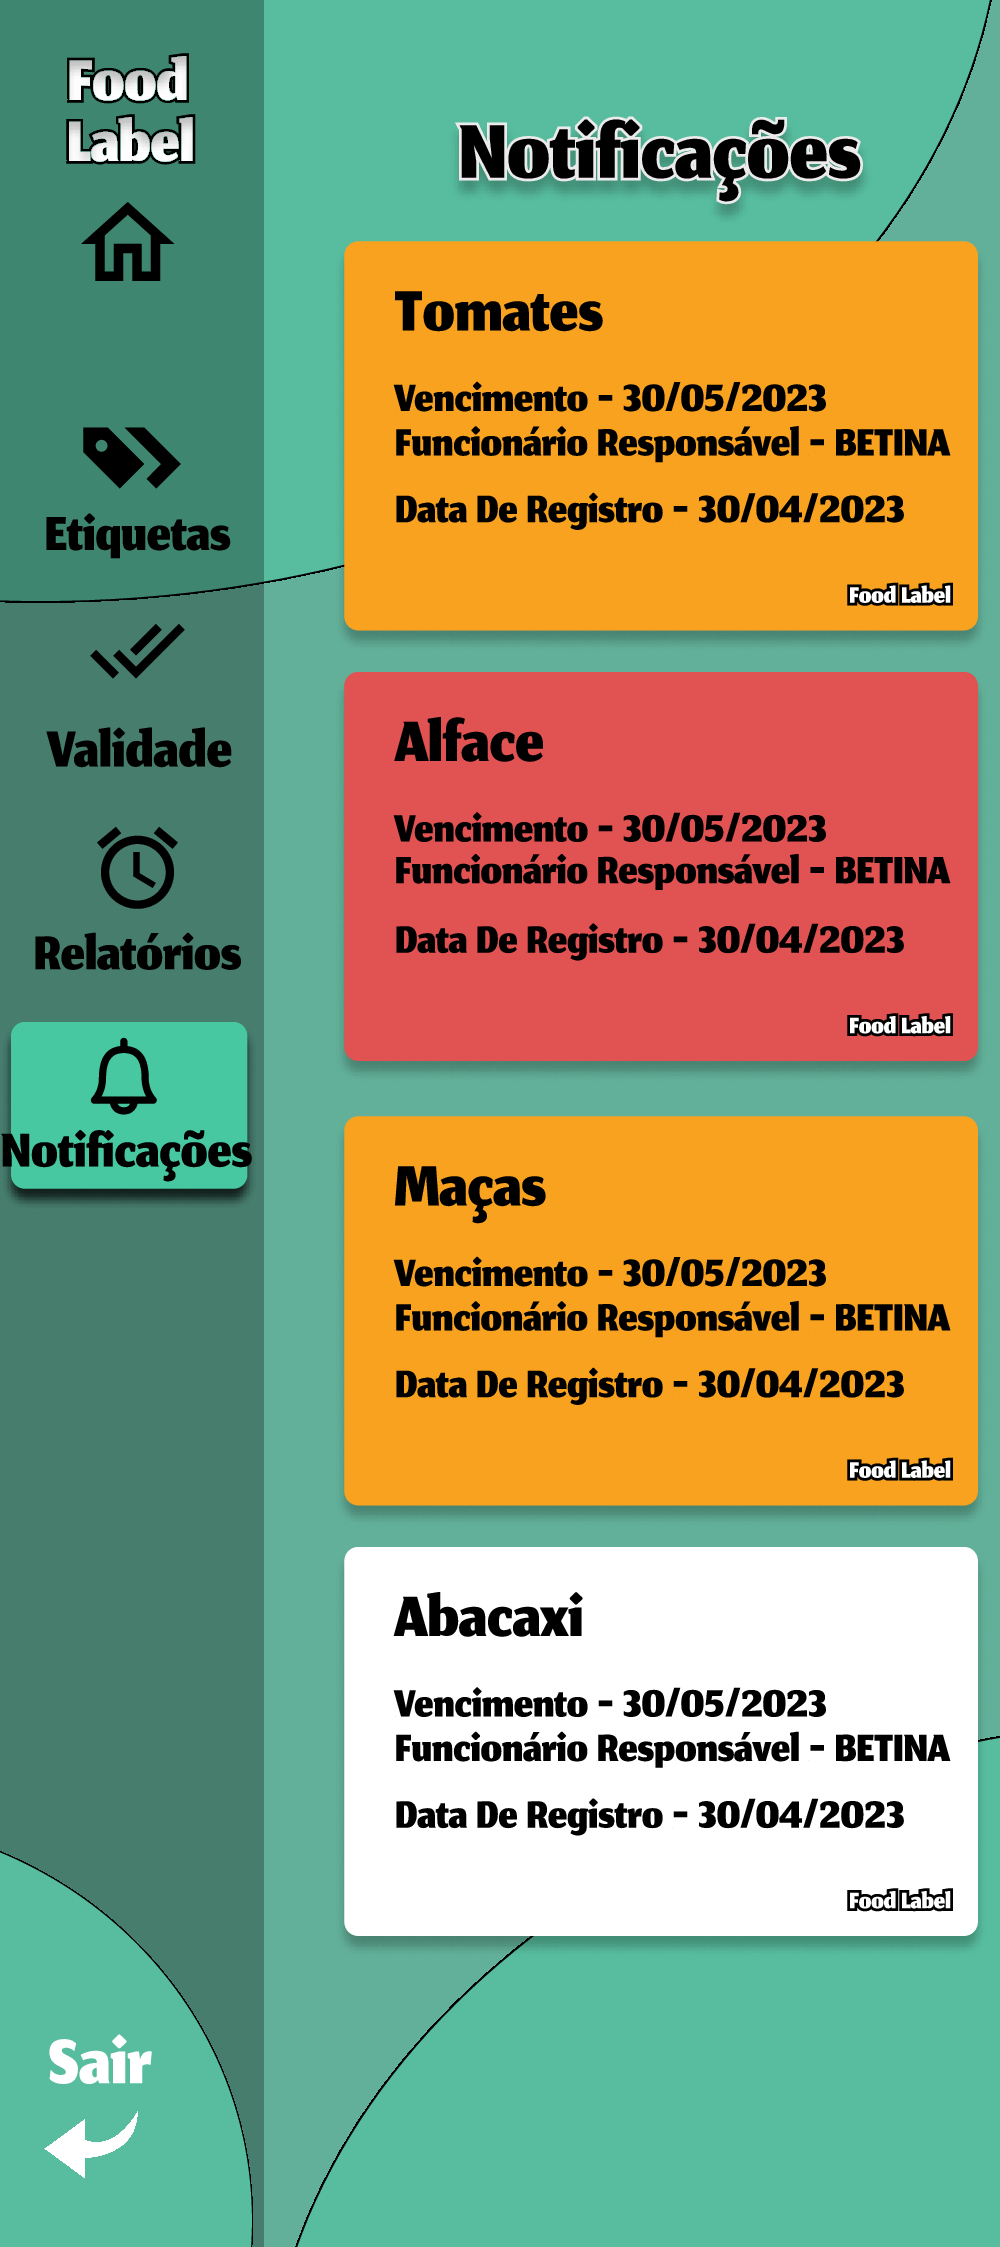 Food
Label
Etiquetas
Validade
Relatórios
Notificações
Sair
Notificações
Tomates
Vencimento - 30/05/2023
Funcionário Responsável - BETINA
Data De Registro - 30/04/2023
Food Label
Alface
Vencimento - 30/05/2023
Funcionário Responsável - BETINA
Data De Registro - 30/04/2023
Food Label
Maças
Vencimento - 30/05/2023
Funcionário Responsável - BETINA
Data De Registro - 30/04/2023
Food Label
Abacaxi
Vencimento - 30/05/2023
Funcionário Responsável - BETINA
Data De Registro - 30/04/2023
Food Label